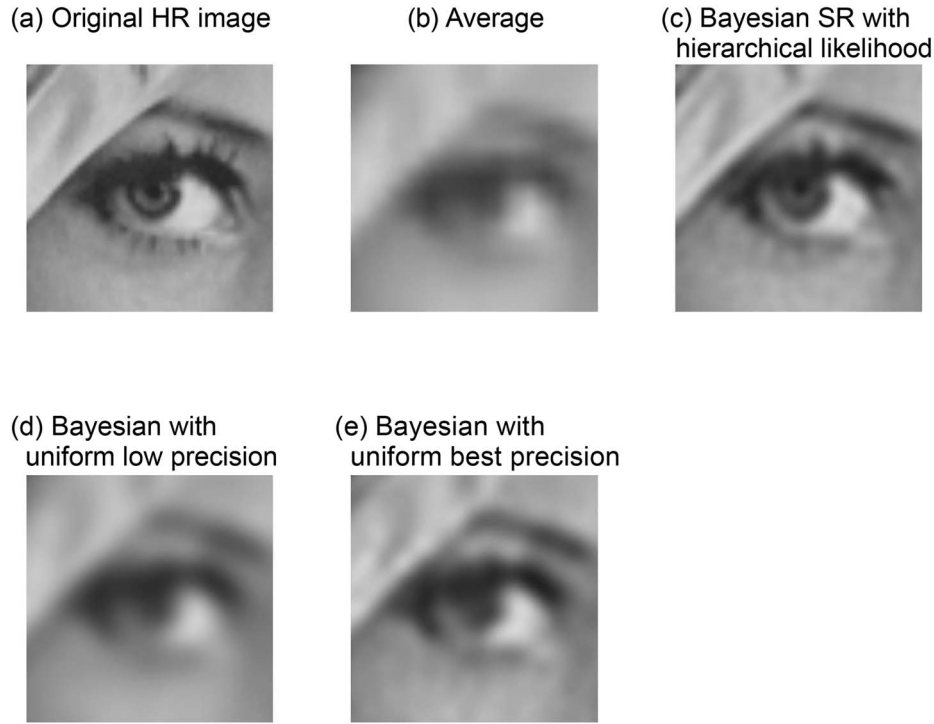 (a) Original HR image
(b) Average
(c) Bayesian SR with
hierarchical likelihood
(d) Bayesian with
uniform low precision
(e) Bayesian with
uniform best precision